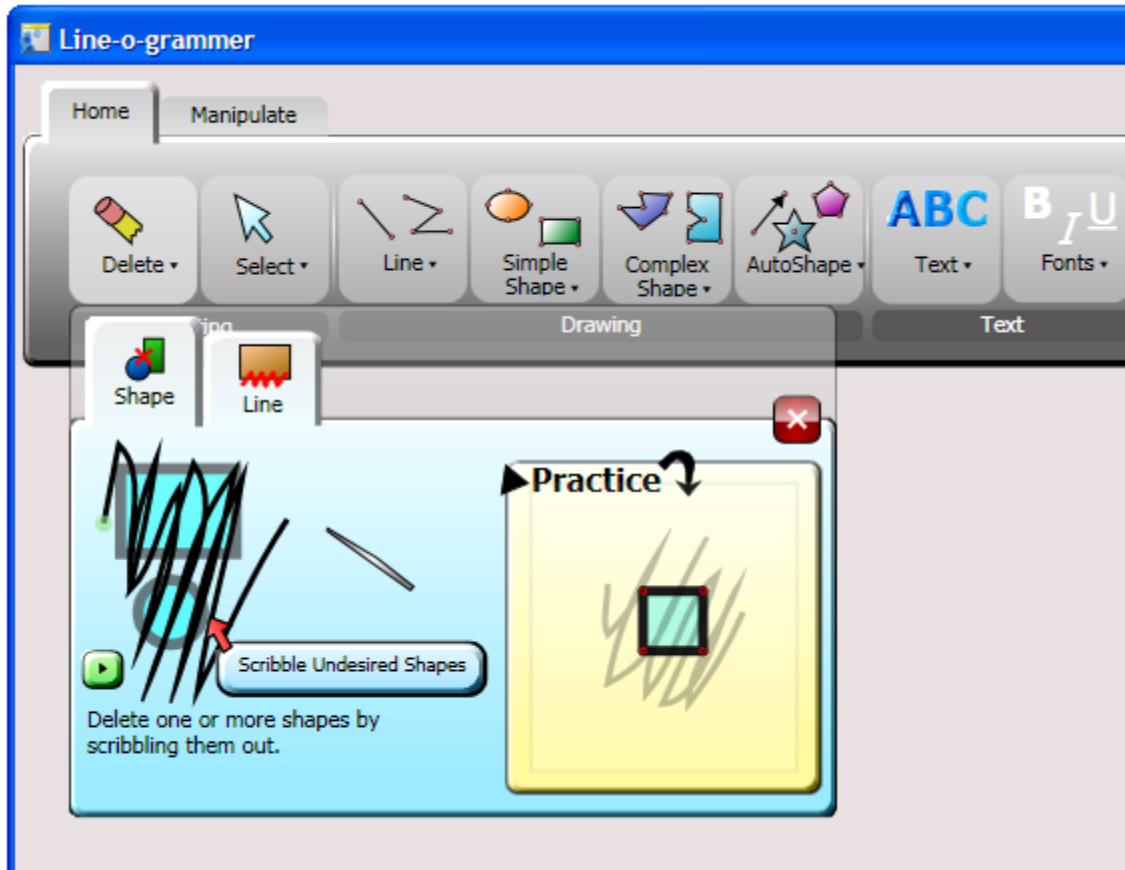 Line-o-grammer
Home
Manipulate
Delete
Select
Line
Simple
Shape
Complex
Shape
AutoShape
Text
Fonts
ABC
B I U
Drawing
Text
Shape
Line
Practice
Scribble Undesired Shapes
Delete one or more shapes by
scribbling them out.